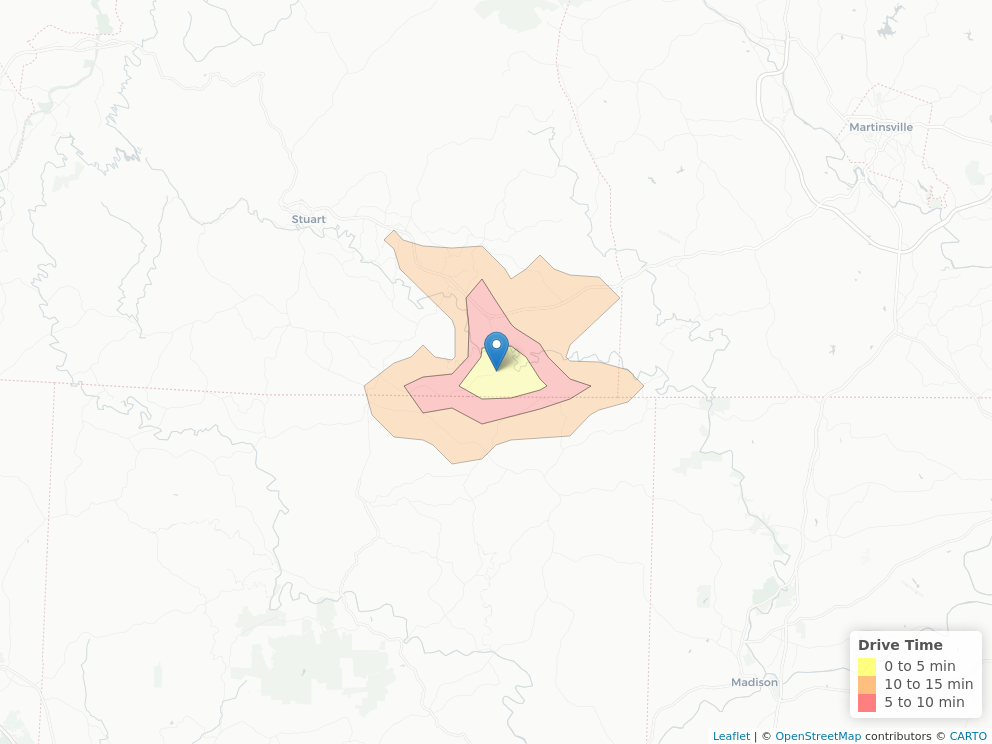 Martinsville
Stuart
Drive Time
0 to 5 min
10 to 15 min
5 to 10 min
Madison
Leaflet | © OpenStreetMap contributors © CARTO